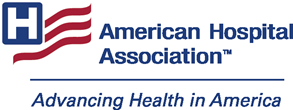 H American Hospital
Association™
Advancing Health in America